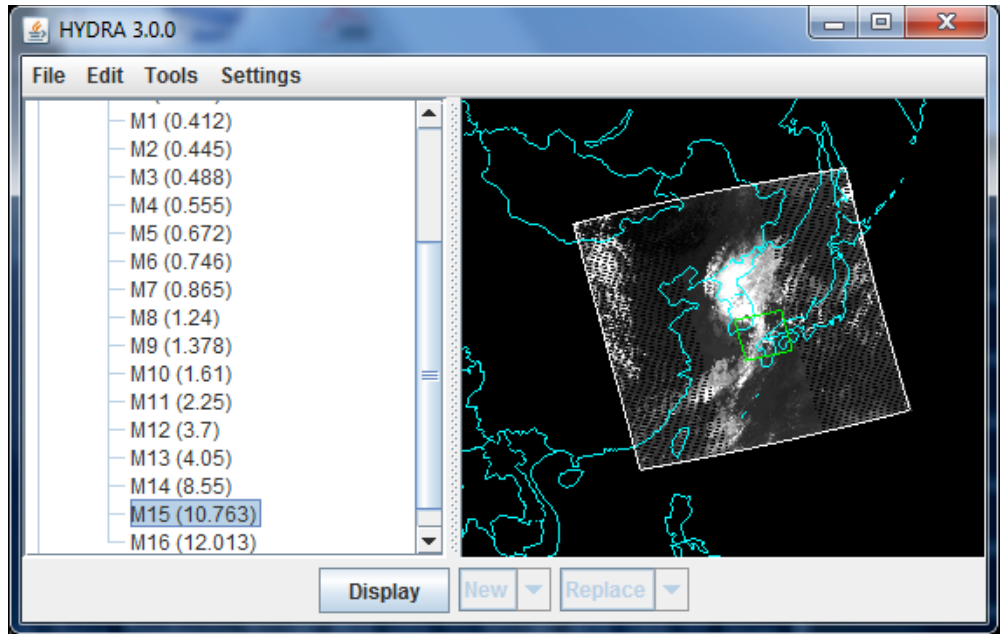 HYDRA 3.0.0
File Edit Tools Settings
M1 (0.412)
M2 (0.445)
M3 (0.488)
M4 (0.555)
M5 (0.672)
M6 (0.746)
M7 (0.865)
M8 (1.24)
M9 (1.378)
M10 (1.61)
M11 (2.25)
M12 (3.7)
M13 (4.05)
M14 (8.55)
M15 (10.763)
M16 (12.013)
Display New Replace